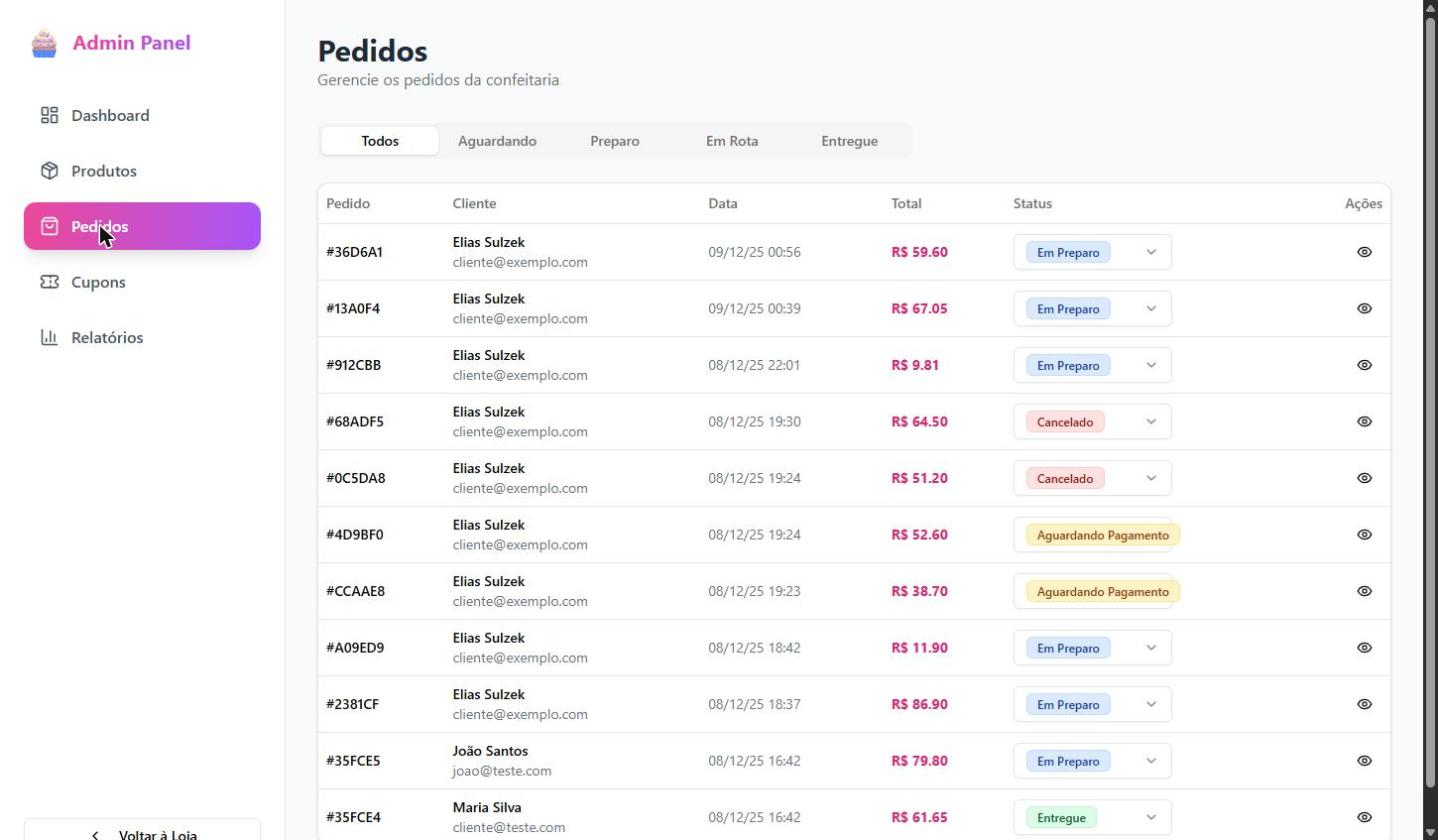 Admin Panel
Dashboard
Produtos
Pedidos
Cupons
Relatórios
Voltar à Loja
Pedidos
Gerencie os pedidos da confeitaria
Todos Aguardando Preparo Em Rota Entregue
Pedido Cliente Data Total Status Ações
#36D6A1 Elias Sulzek 09/12/25 00:56 R$ 59.60 Em Preparo
cliente@exemplo.com
#13A0F4 Elias Sulzek 09/12/25 00:39 R$ 67.05 Em Preparo
cliente@exemplo.com
#912CBB Elias Sulzek 08/12/25 22:01 R$ 9.81 Em Preparo
cliente@exemplo.com
#68ADF5 Elias Sulzek 08/12/25 19:30 R$ 64.50 Cancelado
cliente@exemplo.com
#0C5DA8 Elias Sulzek 08/12/25 19:24 R$ 51.20 Cancelado
cliente@exemplo.com
#4D9BF0 Elias Sulzek 08/12/25 19:24 R$ 52.60 Aguardando Pagamento
cliente@exemplo.com
#CCAAE8 Elias Sulzek 08/12/25 19:23 R$ 38.70 Aguardando Pagamento
cliente@exemplo.com
#A09ED9 Elias Sulzek 08/12/25 18:42 R$ 11.90 Em Preparo
cliente@exemplo.com
#2381CF Elias Sulzek 08/12/25 18:37 R$ 86.90 Em Preparo
cliente@exemplo.com
#35FCE5 João Santos 08/12/25 16:42 R$ 79.80 Em Preparo
joao@teste.com
#35FCE4 Maria Silva 08/12/25 16:42 R$ 61.65 Entregue
cliente@teste.com